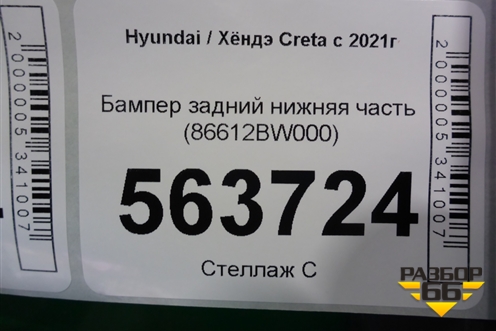 Hyundai / Хёндэ Creta с 2021г
Бампер задний нижняя часть
(86612BW000)
563724
Стеллаж С
2000005341007
2000005341007
РАЗБОР
66